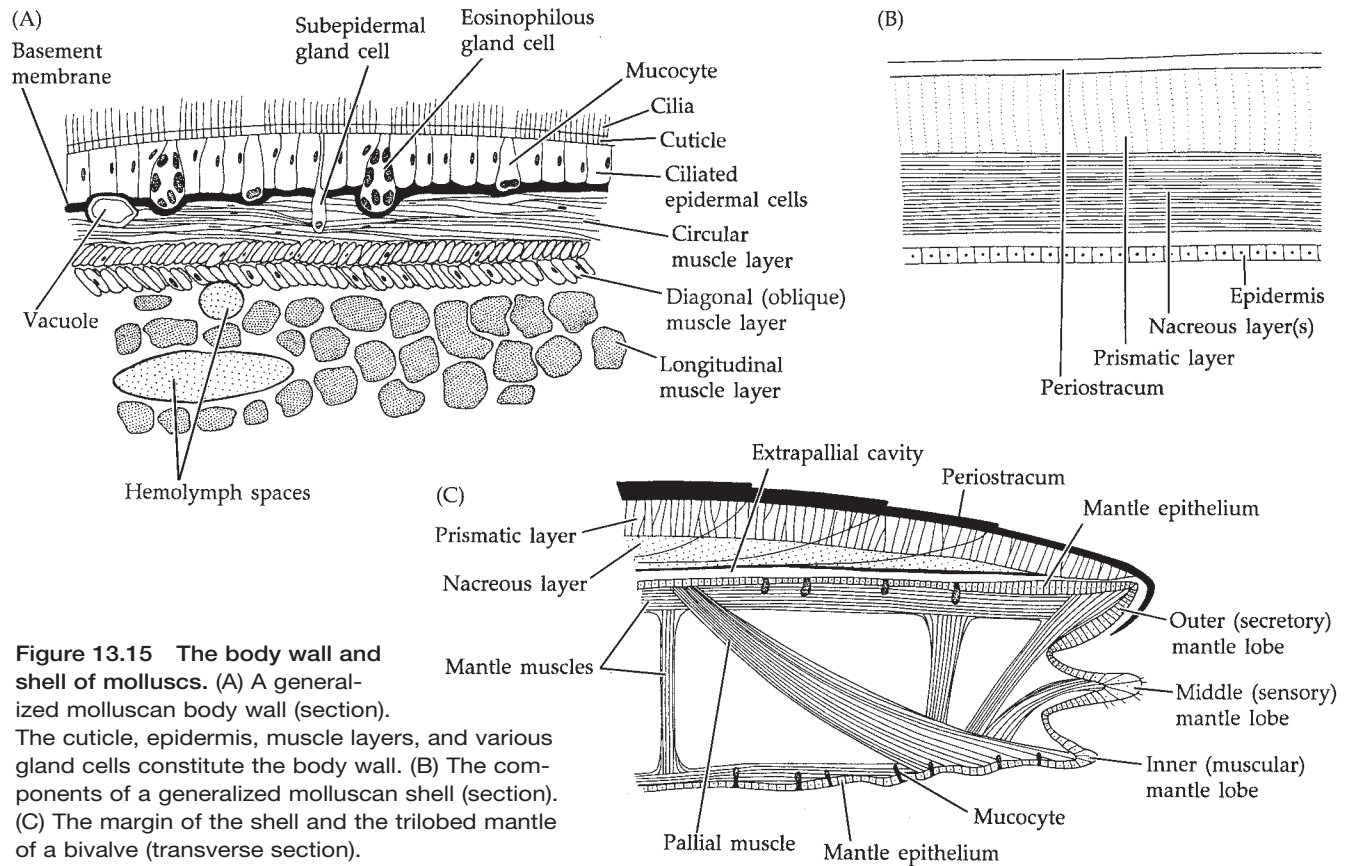 (A)
Basement
membrane
Subepidermal
gland cell
Eosinophilous
gland cell
Mucocyte
Cilia
Cuticle
Ciliated
epidermal cells
Circular
muscle layer
Diagonal (oblique)
muscle layer
Longitudinal
muscle layer
Vacuole
Hemolymph spaces
(B)
Epidermis
Nacreous layer(s)
Prismatic layer
Periostracum
(C)
Extrapallial cavity
Periostracum
Mantle epithelium
Prismatic layer
Nacreous layer
Mantle muscles
Outer (secretory)
mantle lobe
Middle (sensory)
mantle lobe
Inner (muscular)
mantle lobe
Mucocyte
Pallial muscle
Mantle epithelium
Figure 13.15 The body wall and
shell of molluscs. (A) A general-
ized molluscan body wall (section).
The cuticle, epidermis, muscle layers, and various
gland cells constitute the body wall. (B) The com-
ponents of a generalized molluscan shell (section).
(C) The margin of the shell and the trilobed mantle
of a bivalve (transverse section).